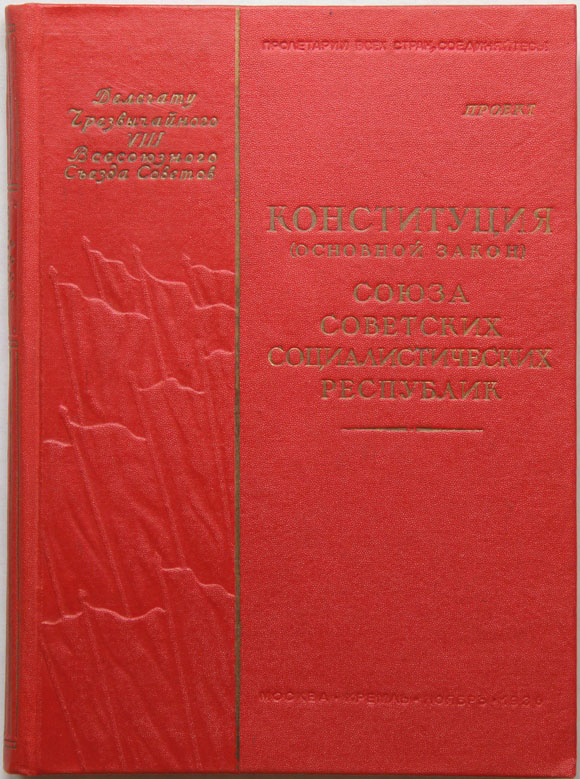 ПРОЛЕТАРИИ ВСЕХ СТРАН, СОЕДИНЯЙТЕСЬ!
Делегату
Чрезвычайного
VIII
Всесоюзного
Съезда Советов
ПРОЕКТ
КОНСТИТУЦИЯ
(ОСНОВНОЙ ЗАКОН)
СОЮЗА
СОВЕТСКИХ
СОЦИАЛИСТИЧЕСКИХ
РЕСПУБЛИК
МОСКВА • КРЕМЛЬ • НОЯБРЬ • 1936